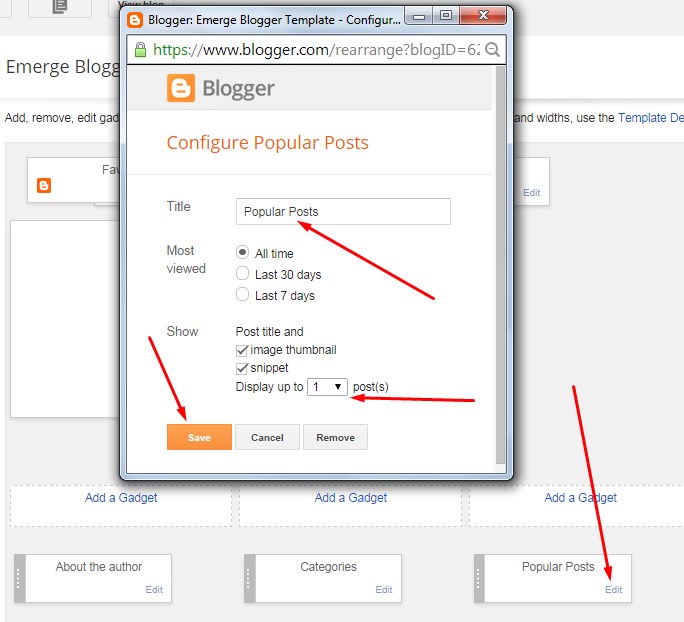 View blog
Blogger: Emerge Blogger Template - Configur...
https://www.blogger.com/rearrange?blogID=62
Emerge Blogg
Blogger
Add, remove, edit gad
and widths, use the Template De
Configure Popular Posts
Fav
Edit
Title
Popular Posts
Most
viewed
All time
Last 30 days
Last 7 days
Show
Post title and
image thumbnail
snippet
Display up to 1 post(s)
Save
Cancel
Remove
Add a Gadget
Add a Gadget
Add a Gadget
About the author
Edit
Categories
Edit
Popular Posts
Edit